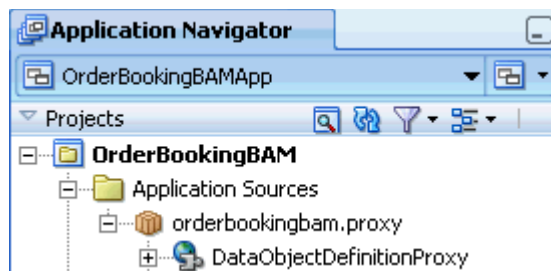 Application Navigator
OrderBookingBAMApp
Projects
OrderBookingBAM
Application Sources
orderbookingbam.proxy
DataObjectDefinitionProxy